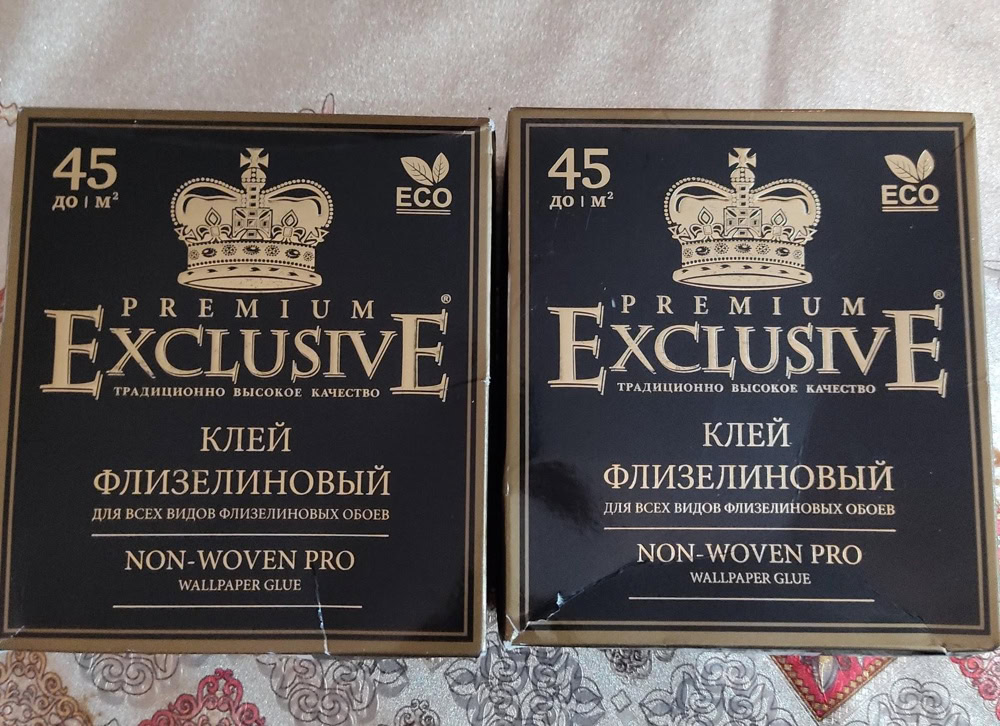 45
ДО | М²
ECO
PREMIUM
EXCLUSIVE®
ТРАДИЦИОННО ВЫСОКОЕ КАЧЕСТВО
КЛЕЙ
ФЛИЗЕЛИНОВЫЙ
ДЛЯ ВСЕХ ВИДОВ ФЛИЗЕЛИНОВЫХ ОБОЕВ
NON-WOVEN PRO
WALLPAPER GLUE
45
ДО | М²
ECO
PREMIUM
EXCLUSIVE®
ТРАДИЦИОННО ВЫСОКОЕ КАЧЕСТВО
КЛЕЙ
ФЛИЗЕЛИНОВЫЙ
ДЛЯ ВСЕХ ВИДОВ ФЛИЗЕЛИНОВЫХ ОБОЕВ
NON-WOVEN PRO
WALLPAPER GLUE